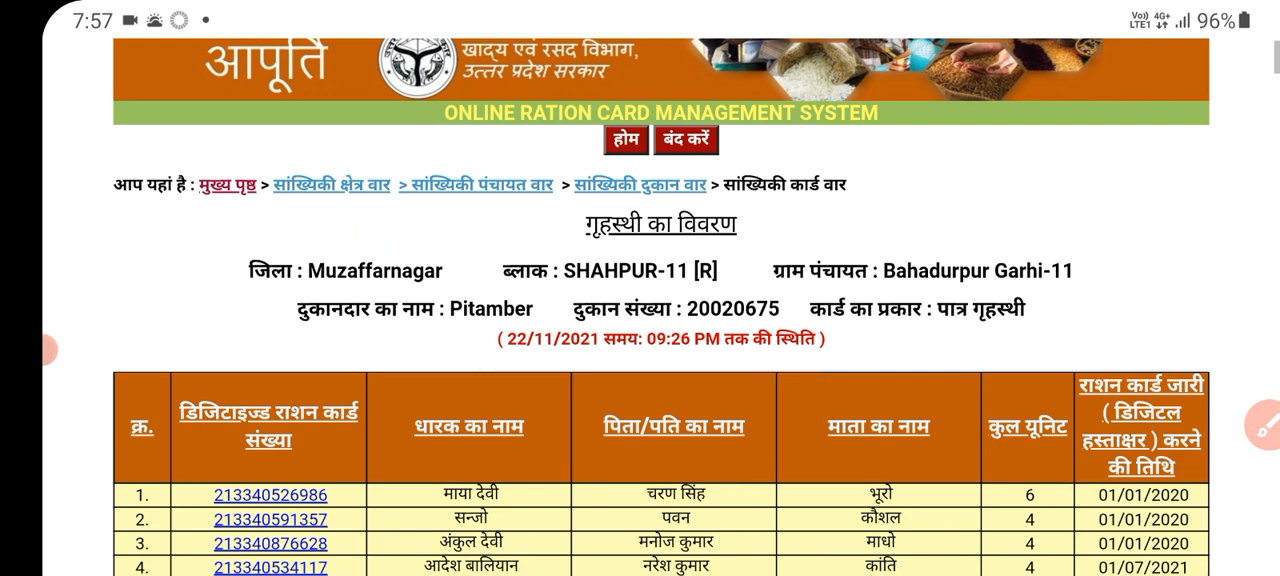 7:57
Vo)) 4G+ LTE1 96%
आपूर्ति
खाद्य एवं रसद विभाग,
उत्तर प्रदेश सरकार
ONLINE RATION CARD MANAGEMENT SYSTEM
होम बंद करें
आप यहां है : मुख्य पृष्ठ > सांख्यिकी क्षेत्र वार > सांख्यिकी पंचायत वार > सांख्यिकी दुकान वार > सांख्यिकी कार्ड वार
गृहस्थी का विवरण
जिला : Muzaffarnagar ब्लाक : SHAHPUR-11 [R] ग्राम पंचायत : Bahadurpur Garhi-11
दुकानदार का नाम : Pitamber दुकान संख्या : 20020675 कार्ड का प्रकार : पात्र गृहस्थी
( 22/11/2021 समय: 09:26 PM तक की स्थिति )
क्र. डिजिटाइज्ड राशन कार्ड संख्या धारक का नाम पिता/पति का नाम माता का नाम कुल यूनिट राशन कार्ड जारी ( डिजिटल हस्ताक्षर ) करने की तिथि
1. 213340526986 माया देवी चरण सिंह भूरो 6 01/01/2020
2. 213340591357 सन्जो पवन कौशल 4 01/01/2020
3. 213340876628 अंकुल देवी मनोज कुमार माधो 4 01/01/2020
4. 213340534117 आदेश बालियान नरेश कुमार कांति 4 01/07/2021